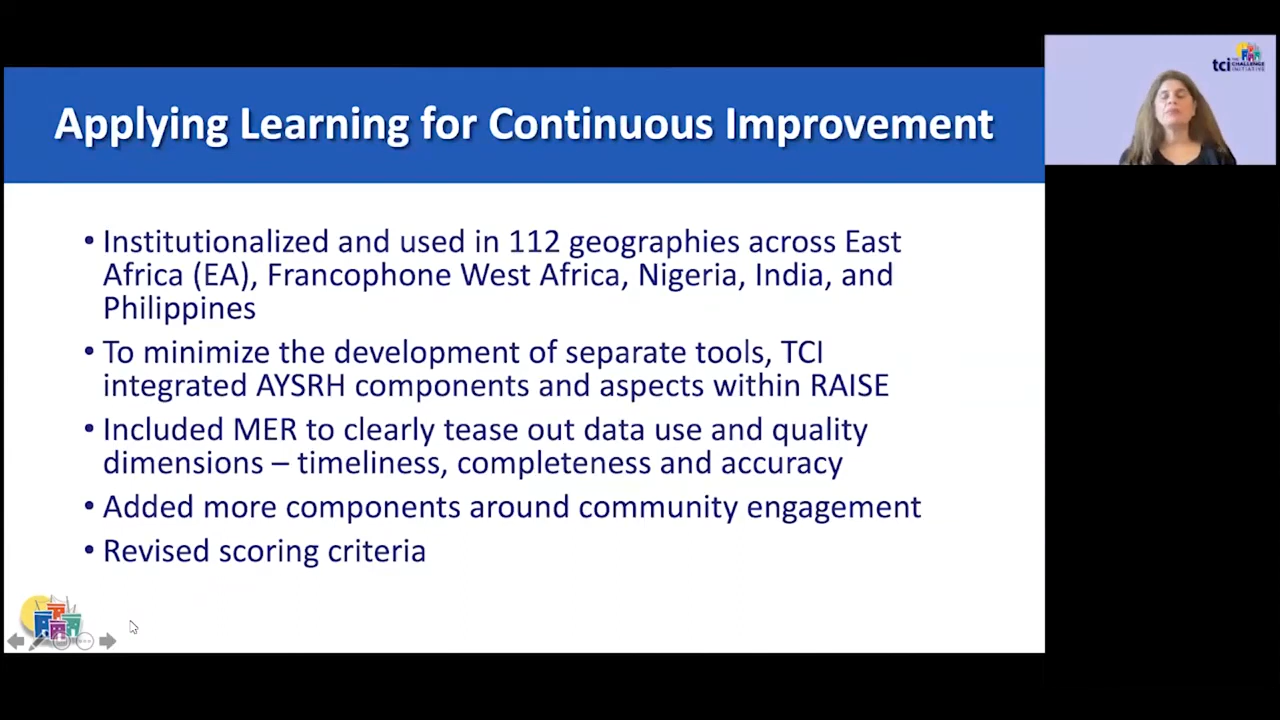 Applying Learning for Continuous Improvement
• Institutionalized and used in 112 geographies across East
Africa (EA), Francophone West Africa, Nigeria, India, and
Philippines
• To minimize the development of separate tools, TCI
integrated AYSRH components and aspects within RAISE
• Included MER to clearly tease out data use and quality
dimensions – timeliness, completeness and accuracy
• Added more components around community engagement
• Revised scoring criteria
tci THE CHALLENGE INITIATIVE